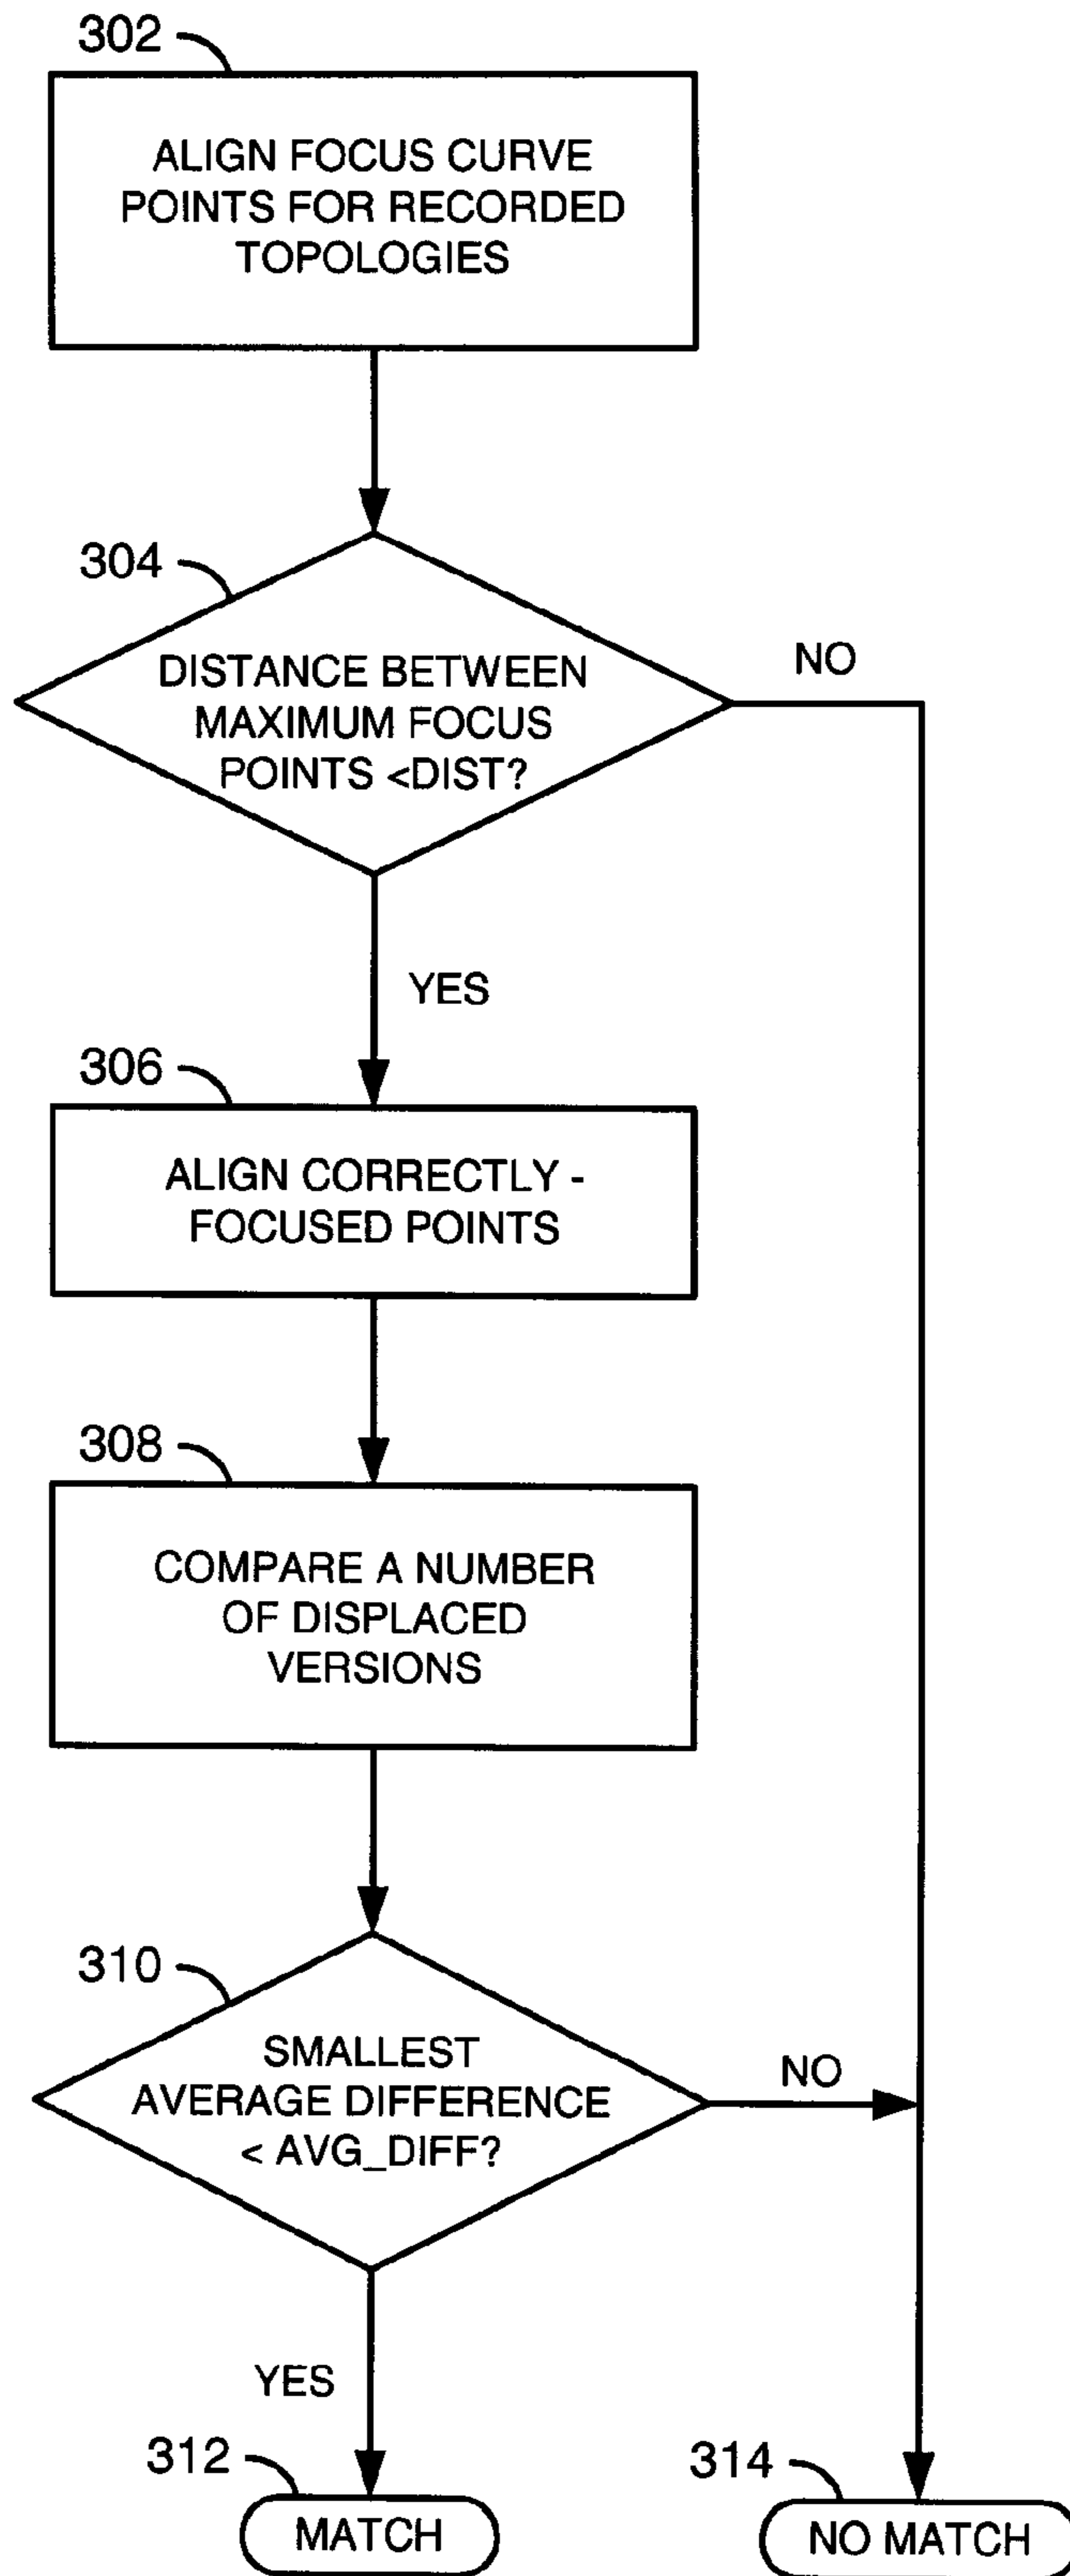 302
ALIGN FOCUS CURVE
POINTS FOR RECORDED
TOPOLOGIES
304
DISTANCE BETWEEN
MAXIMUM FOCUS
POINTS <DIST?
NO
YES
306
ALIGN CORRECTLY -
FOCUSED POINTS
308
COMPARE A NUMBER
OF DISPLACED
VERSIONS
310
SMALLEST
AVERAGE DIFFERENCE
< AVG_DIFF?
NO
YES
312
MATCH
314
NO MATCH